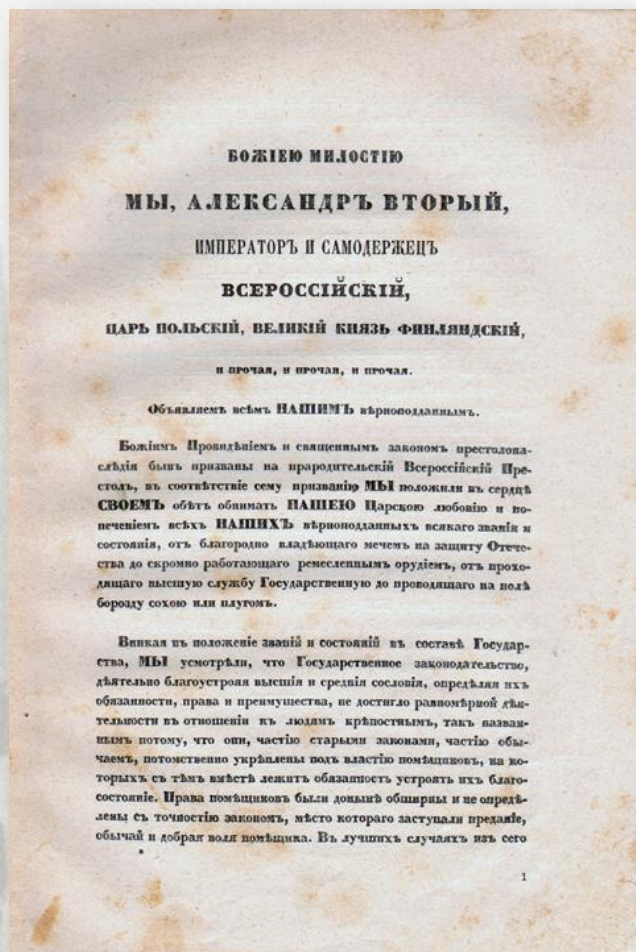 БОЖІЕЮ МИЛОСТІЮ
МЫ, АЛЕКСАНДРЪ ВТОРЫЙ,
ИМПЕРАТОРЪ И САМОДЕРЖЕЦЪ
ВСЕРОССІЙСКІЙ,
ЦАРЬ ПОЛЬСКІЙ, ВЕЛИКІЙ КНЯЗЬ ФИНЛЯНДСКІЙ,
и прочая, и прочая, и прочая.
Объявляемъ всѣмъ НАШИМЪ вѣрноподданнымъ.
Божіимъ Провидѣніемъ и священнымъ закономъ престолона-
слѣдія бывъ призваны на прародительскій Всероссійскій Пре-
столъ, въ соотвѣтствіе сему призванію МЫ положили въ сердцѣ
СВОЕМЪ обѣтъ обнимать НАШЕЮ Царскою любовію и по-
печеніемъ всѣхъ НАШИХЪ вѣрноподданныхъ всякаго званія и
состоянія, отъ благородно владѣющаго мечемъ на защиту Отече-
ства до скромно работающаго ремесленнымъ орудіемъ, отъ прохо-
дящаго высшую службу Государственную до проводящаго на полѣ
борозду сохою или плугомъ.
Вникая въ положеніе званій и состояній въ составѣ Государ-
ства, МЫ усмотрѣли, что Государственное законодательство,
дѣятельно благоустрояя высшія и среднія сословія, опредѣляя ихъ
обязанности, права и преимущества, не достигло равномѣрной дѣя-
тельности въ отношеніи къ людямъ крѣпостнымъ, такъ назван-
нымъ потому, что они, частію старыми законами, частію обы-
чаемъ, потомственно укрѣплены подъ властію помѣщиковъ, на ко-
торыхъ съ тѣмъ вмѣстѣ лежитъ обязанность устроять ихъ благо-
состояніе. Права помѣщиковъ были донынѣ обширны и не опредѣ-
лены съ точностію закономъ, мѣсто котораго заступали преданіе,
обычай и добрая воля помѣщика. Въ лучшихъ случаяхъ изъ сего
1